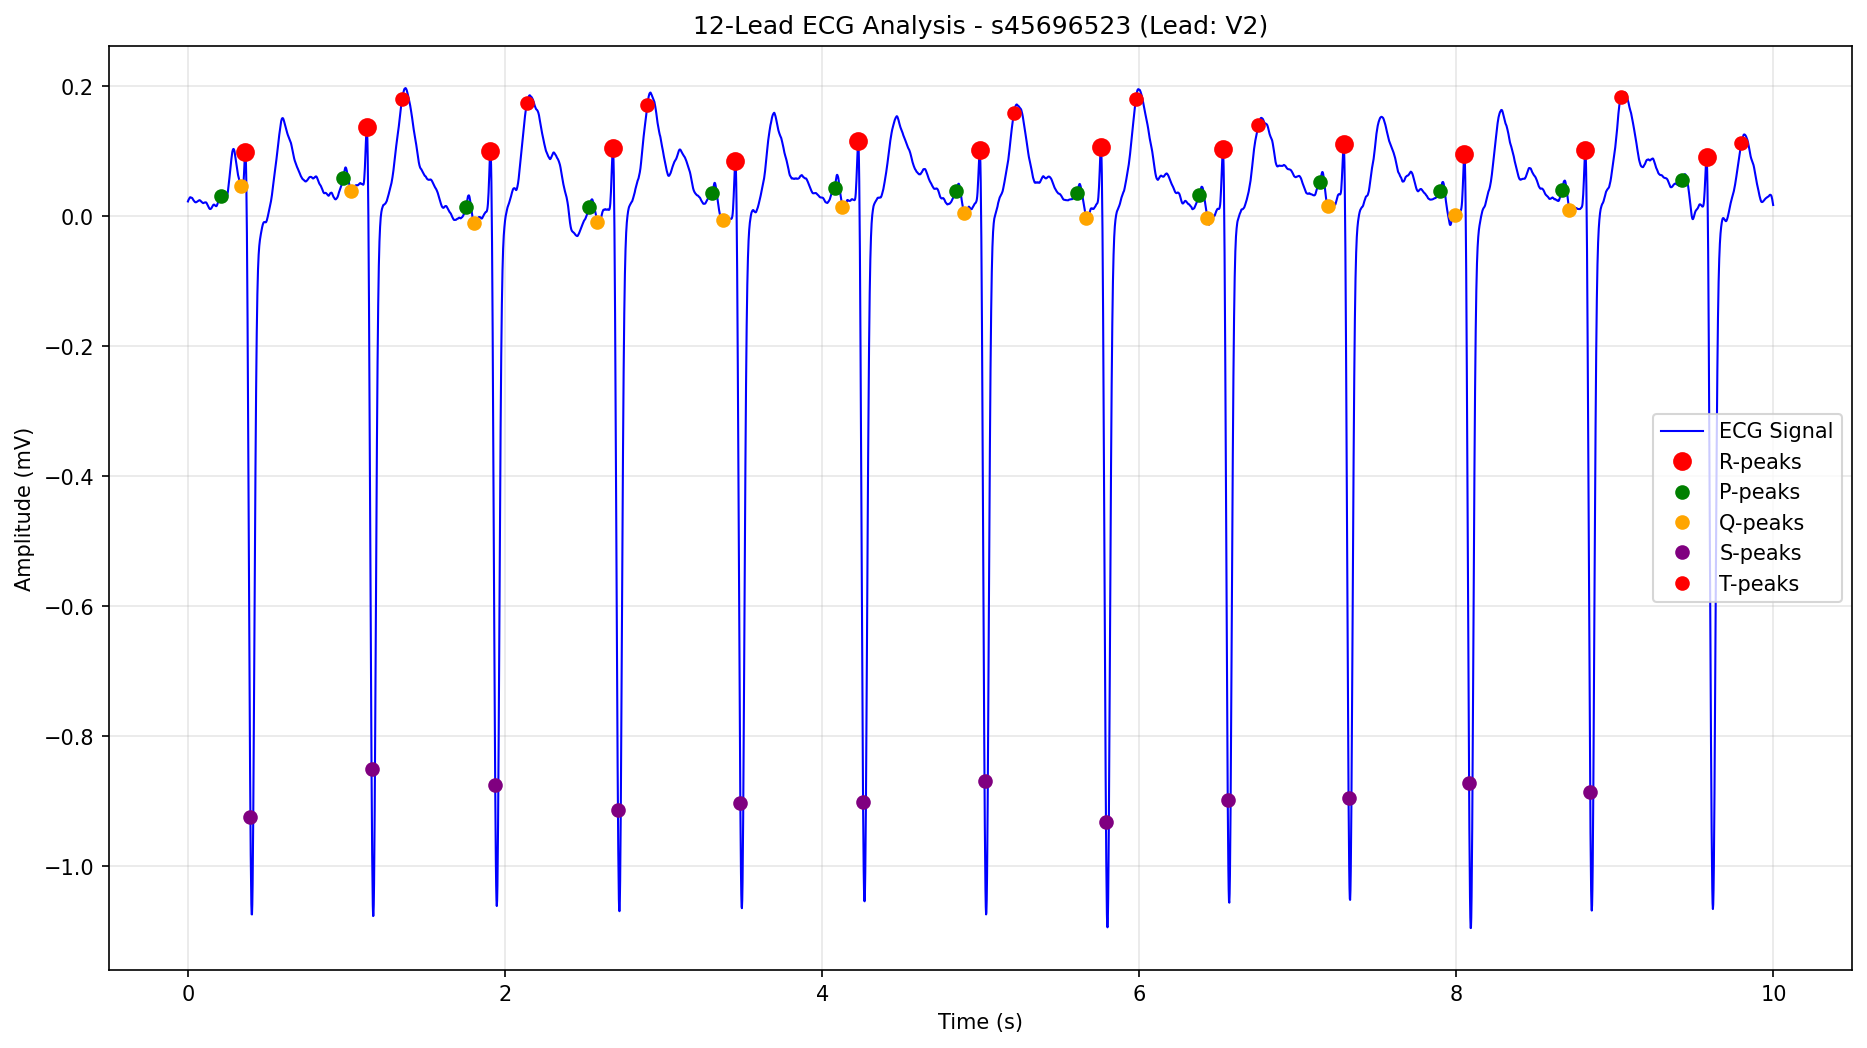 12-Lead ECG Analysis - s45696523 (Lead: V2)
Amplitude (mV)
0.2
0.0
−0.2
−0.4
−0.6
−0.8
−1.0
ECG Signal
R-peaks
P-peaks
Q-peaks
S-peaks
T-peaks
0 2 4 6 8 10
Time (s)